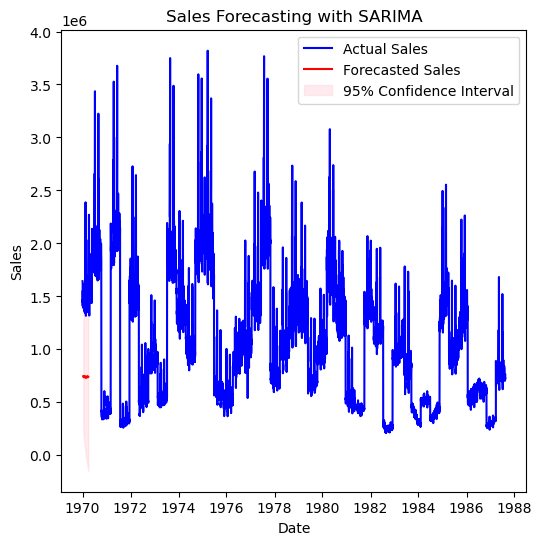 Sales Forecasting with SARIMA
1e6
Actual Sales
Forecasted Sales
95% Confidence Interval
4.0
3.5
3.0
2.5
2.0
1.5
1.0
0.5
0.0
Sales
1970 1972 1974 1976 1978 1980 1982 1984 1986 1988
Date